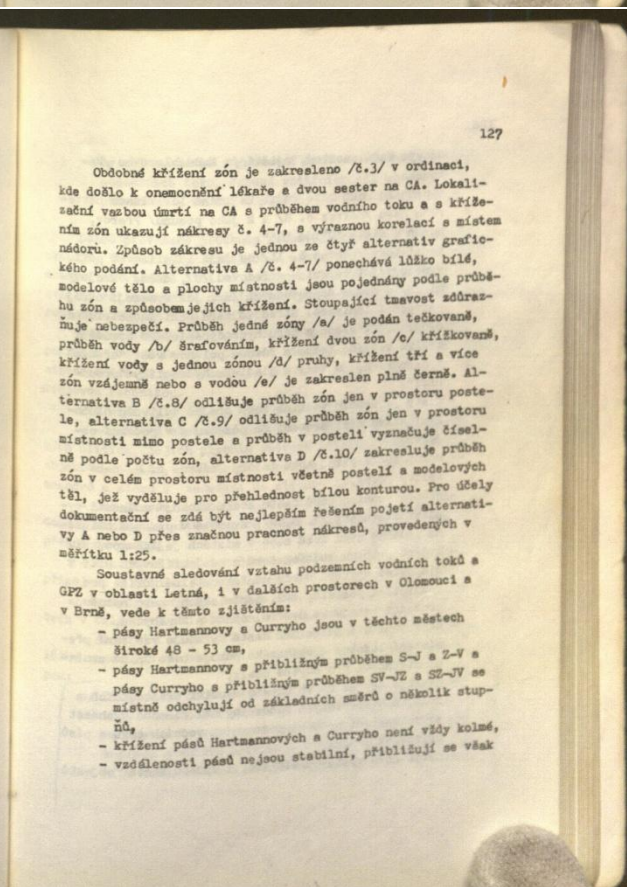 127
Obdobné křížení zón je zakresleno /č.3/ v ordinaci,
kde došlo k onemocnění lékaře a dvou sester na CA. Lokali-
zační vazbou úmrtí na CA s průběhem vodního toku a s kříže-
ním zón ukazují nákresy č. 4-7, s výraznou korelací s místem
nádoru. Způsob zákresu je jednou ze čtyř alternativ grafic-
kého podání. Alternativa A /č. 4-7/ ponechává lůžko bílé,
modelové tělo a plochy místnosti jsou pojednány podle průbě-
hu zón a způsobem jejich křížení. Stoupající tmavost zdůraz-
ňuje nebezpečí. Průběh jedné zóny /a/ je podán tečkovaně,
průběh vody /b/ šrafováním, křížení dvou zón /c/ křížkovaně,
křížení vody s jednou zónou /d/ pruhy, křížení tří a více
zón vzájemně nebo s vodou /e/ je zakreslen plně černě. Al-
ternativa B /č.8/ odlišuje průběh zón jen v prostoru poste-
le, alternativa C /č.9/ odlišuje průběh zón jen v prostoru
místnosti mimo postele a průběh v posteli vyznačuje čísel-
ně podle počtu zón, alternativa D /č.10/ zakresluje průběh
zón v celém prostoru místnosti včetně postelí a modelových
těl, jež vyděluje pro přehlednost bílou konturou. Pro účely
dokumentační se zdá být nejlepším řešením pojetí alternati-
vy A nebo D přes značnou pracnost nákresů, provedených v
měřítku 1:25.
Soustavné sledování vztahu podzemních vodních toků a
GPZ v oblasti Letná, i v dalších prostorech v Olomouci a
v Brně, vede k těmto zjištěním:
- pásy Hartmannovy a Curryho jsou v těchto městech
široké 48 - 53 cm,
- pásy Hartmannovy s přibližným průběhem S-J a Z-V a
pásy Curryho s přibližným průběhem SV-JZ a SZ-JV se
místně odchylují od základních směrů o několik stup-
ňů,
- křížení pásů Hartmannových a Curryho není vždy kolmé,
- vzdálenosti pásů nejsou stabilní, přibližují se však